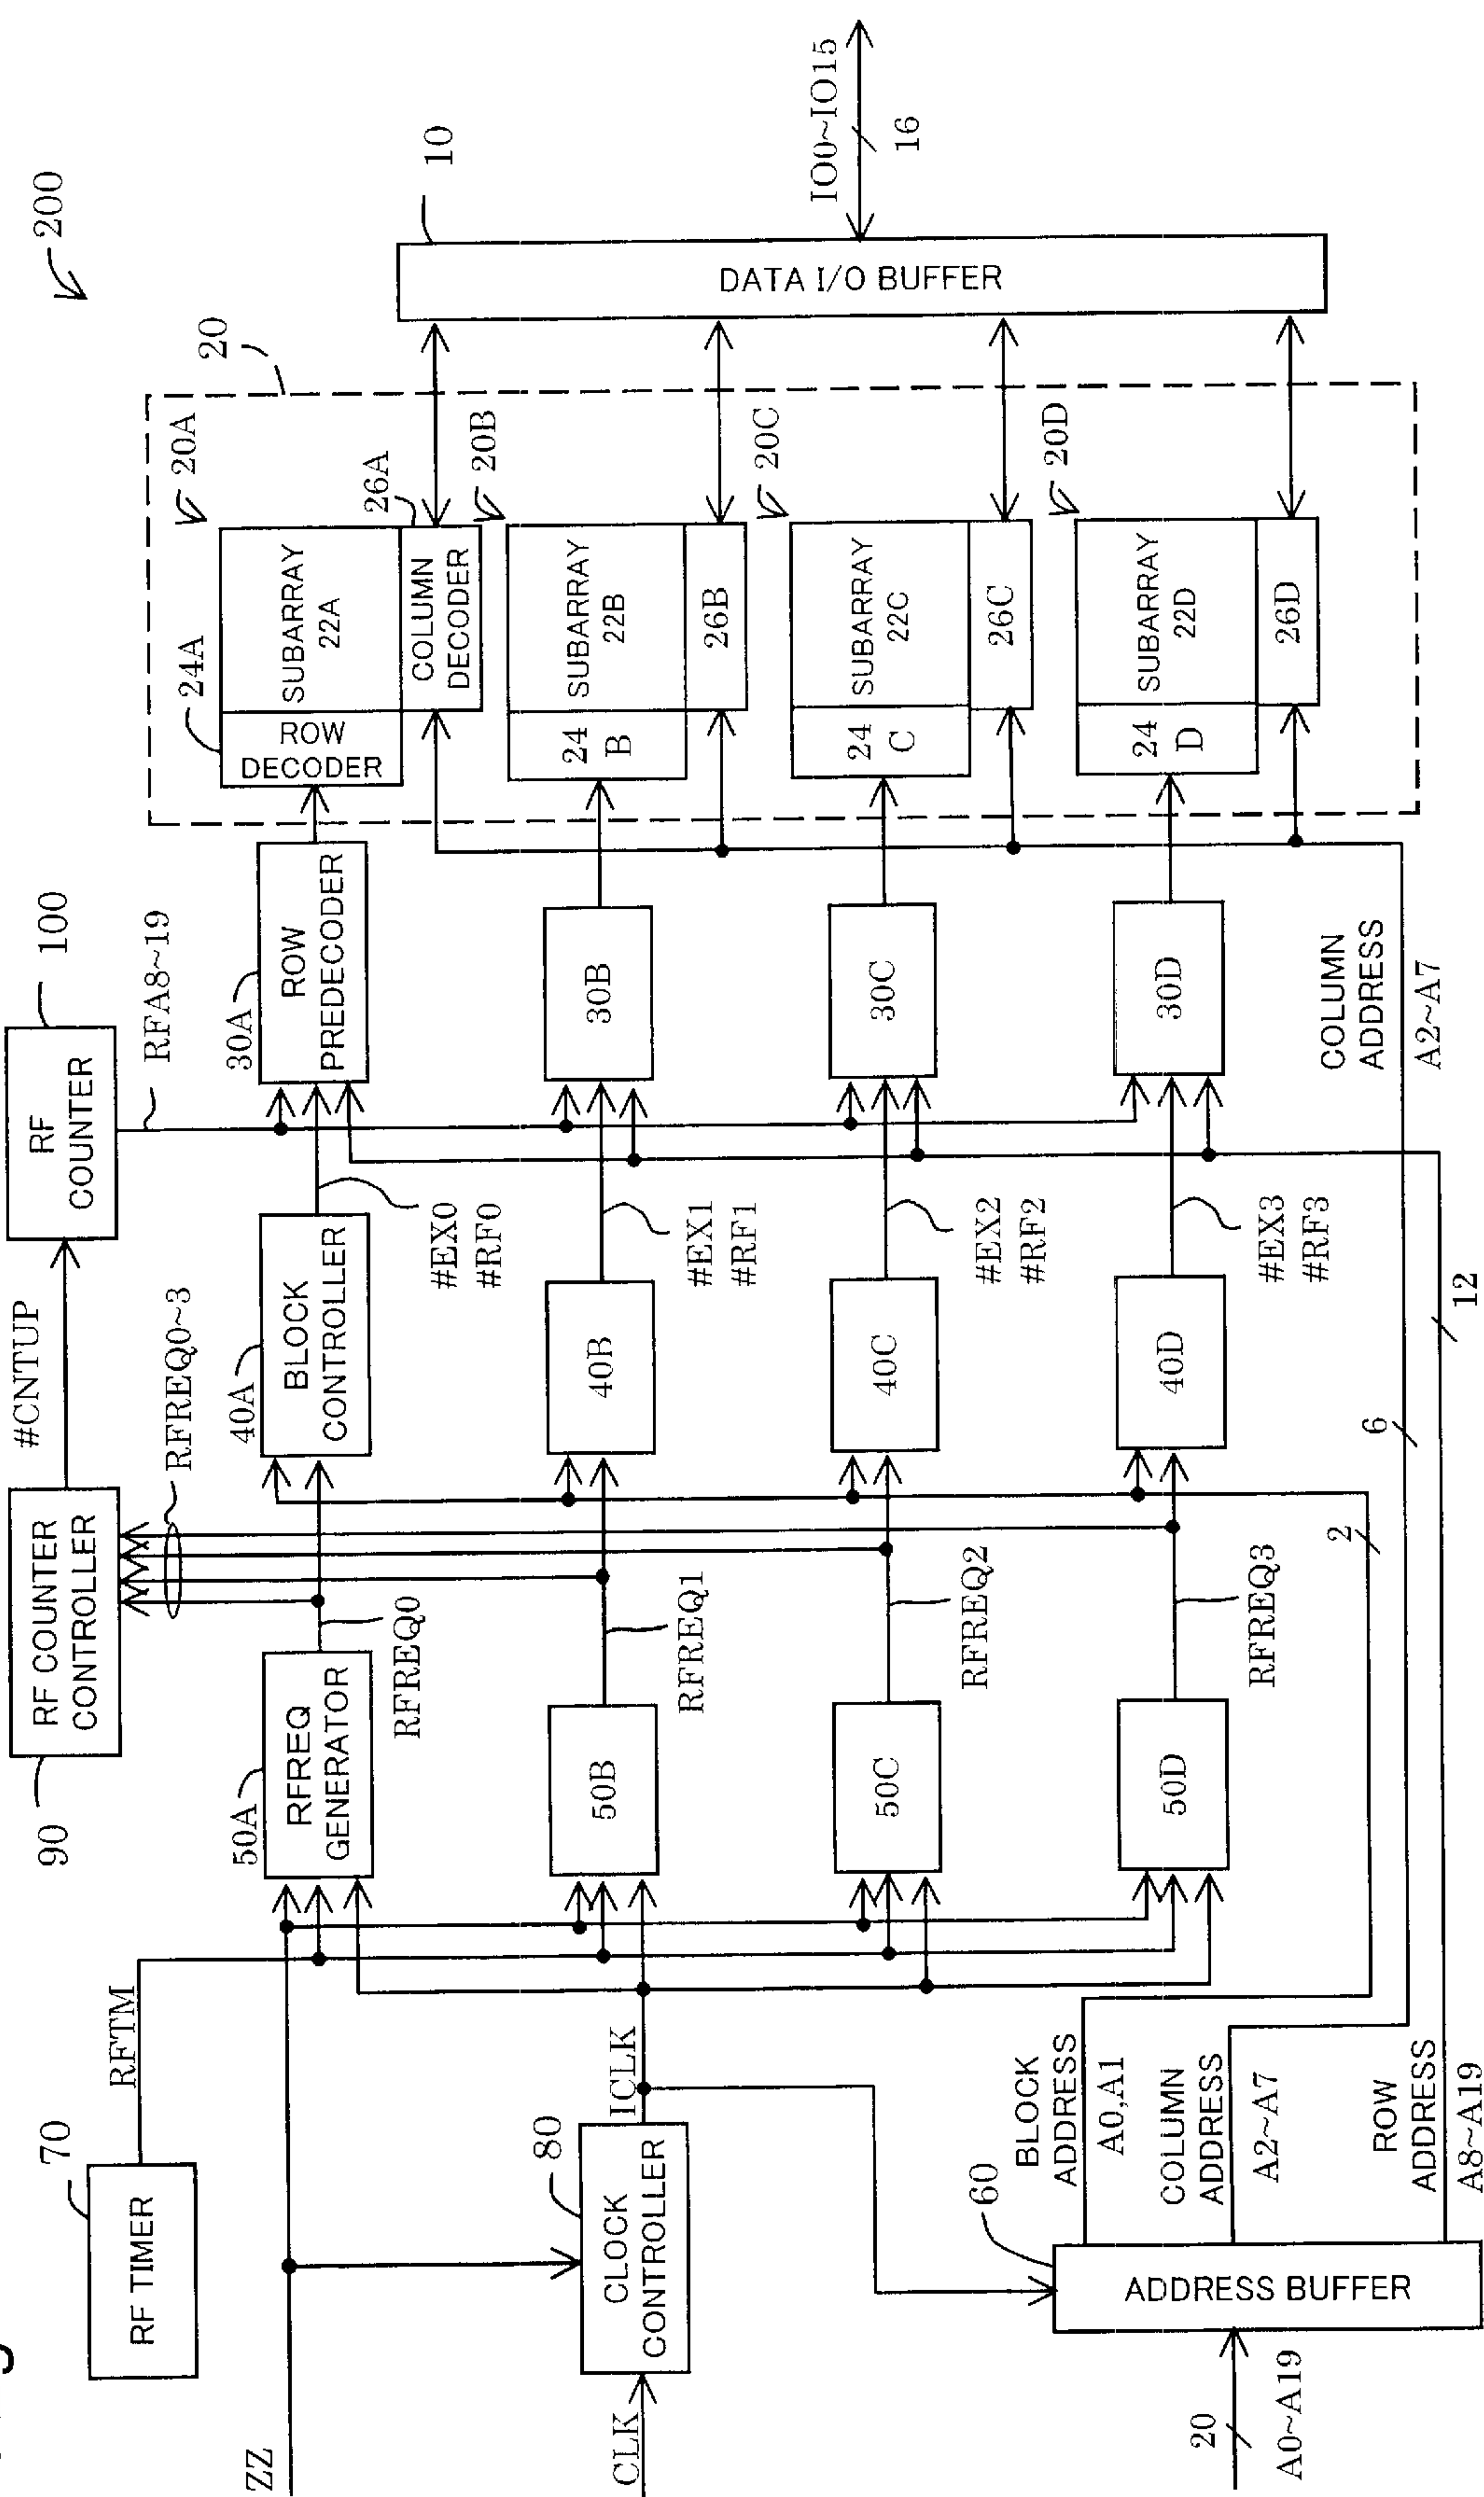 200
70
RF TIMER
RFTM
ZZ
CLK
80
CLOCK
CONTROLLER
ICLK
60
ADDRESS BUFFER
20
A0~A19
BLOCK
ADDRESS
A0,A1
COLUMN
ADDRESS
A2~A7
ROW
ADDRESS
A8~A19
90
RF COUNTER
CONTROLLER
#CNTUP
RFREQ0~3
100
RF
COUNTER
RFA8~19
50A
RFREQ
GENERATOR
RFREQ0
40A
BLOCK
CONTROLLER
#EX0
#RF0
30A
ROW
PREDECODER
50B
RFREQ1
40B
#EX1
#RF1
30B
50C
RFREQ2
40C
#EX2
#RF2
30C
50D
RFREQ3
40D
#EX3
#RF3
30D
2
6
12
COLUMN
ADDRESS
A2~A7
20
20A
24A
ROW
DECODER
SUBARRAY
22A
26A
COLUMN
DECODER
20B
24
B
SUBARRAY
22B
26B
20C
24
C
SUBARRAY
22C
26C
20D
24
D
SUBARRAY
22D
26D
10
DATA I/O BUFFER
IO0~IO15
16